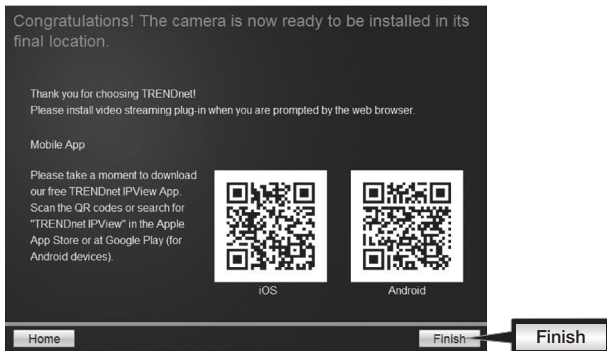 Congratulations! The camera is now ready to be installed in its
final location.
Thank you for choosing TRENDnet!
Please install video streaming plug-in when you are prompted by the web browser.
Mobile App
Please take a moment to download
our free TRENDnet IPView App.
Scan the QR codes or search for
"TRENDnet IPView" in the Apple
App Store or at Google Play (for
Android devices).
iOS
Android
Home
Finish
Finish